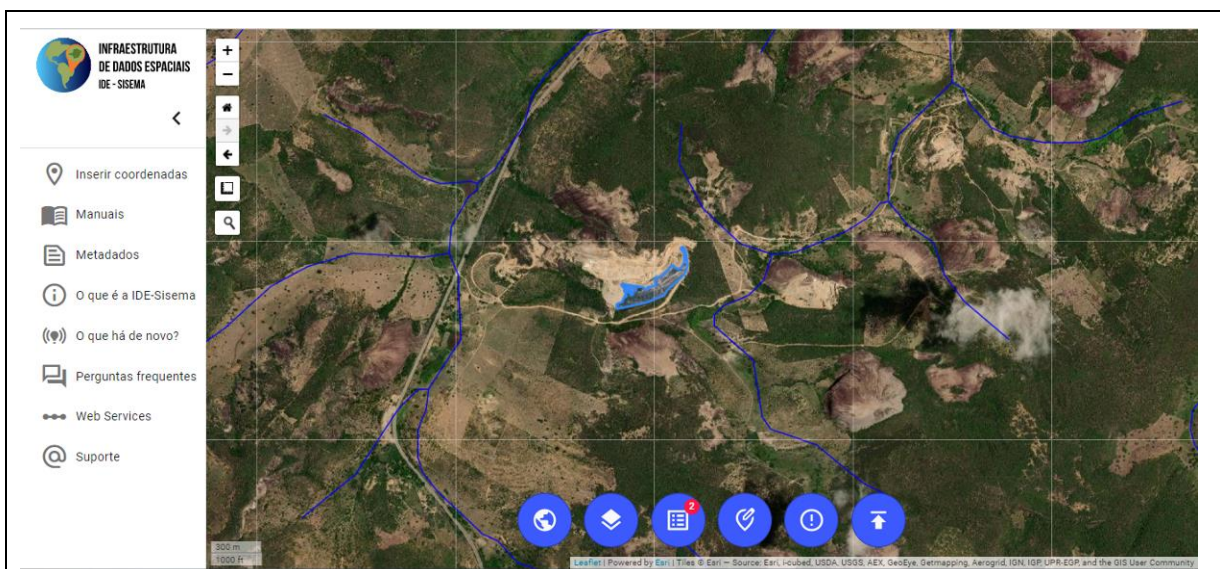 INFRAESTRUTURA
DE DADOS ESPACIAIS
IDE - SISEMA
Inserir coordenadas
Manuais
Metadados
O que é a IDE-Sisema
O que há de novo?
Perguntas frequentes
Web Services
Suporte
+
−
2
300 m
1000 ft
Leaflet | Powered by Esri | Tiles © Esri — Source: Esri, i-cubed, USDA, USGS, AEX, GeoEye, Getmapping, Aerogrid, IGN, IGP, UPR-EGP, and the GIS User Community